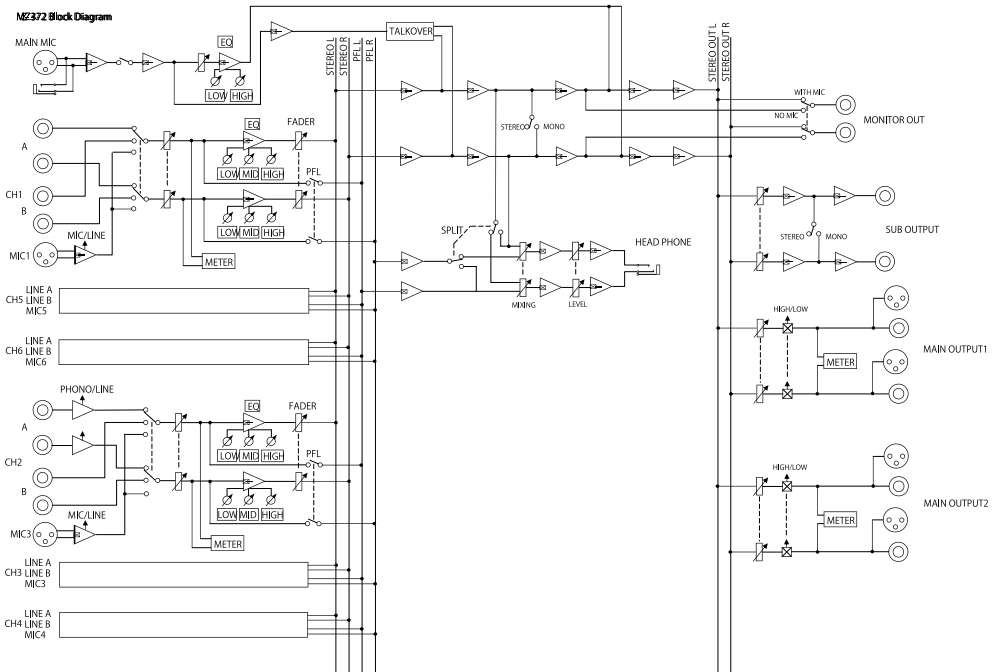 MZ372 Block Diagram
MAIN MIC
EQ
LOW HIGH
TALKOVER
STEREO L
STEREO R
PFL L
PFL R
STEREO OUT L
STEREO OUT R
WITH MIC
NO MIC
MONITOR OUT
STEREO MONO
A
CH1
B
MIC1
MIC/LINE
EQ
LOW MID HIGH
FADER
PFL
LOW MID HIGH
METER
SPLIT
MIXING
LEVEL
HEAD PHONE
STEREO MONO
SUB OUTPUT
LINE A
CH5 LINE B
MIC5
LINE A
CH6 LINE B
MIC6
HIGH/LOW
METER
MAIN OUTPUT1
PHONO/LINE
A
CH2
B
MIC3
MIC/LINE
EQ
LOW MID HIGH
FADER
PFL
LOW MID HIGH
METER
HIGH/LOW
METER
MAIN OUTPUT2
LINE A
CH3 LINE B
MIC3
LINE A
CH4 LINE B
MIC4